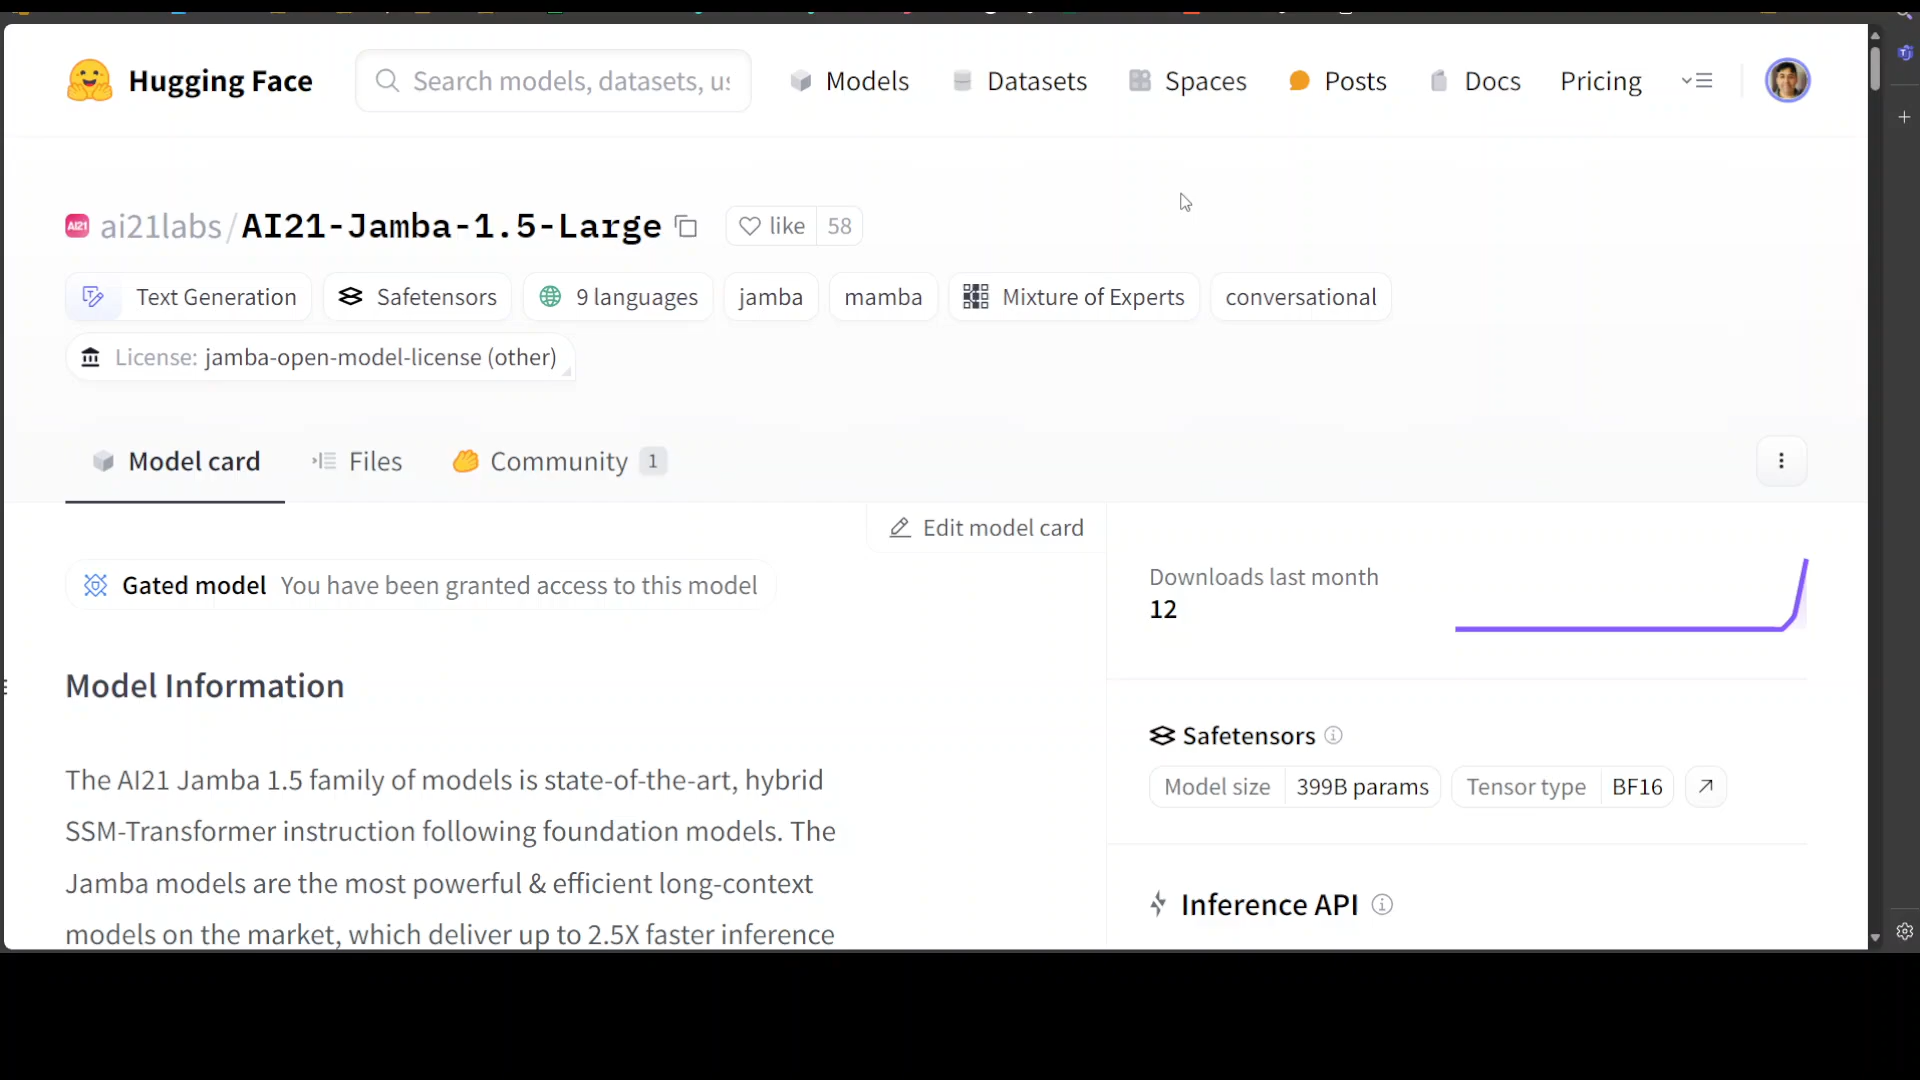 Hugging Face
Search models, datasets, us
Models
Datasets
Spaces
Posts
Docs
Pricing
AI21 ai21labs/AI21-Jamba-1.5-Large
like 58
Text Generation
Safetensors
9 languages
jamba
mamba
Mixture of Experts
conversational
License: jamba-open-model-license (other)
Model card
Files
Community 1
Edit model card
Gated model You have been granted access to this model
Downloads last month
12
Model Information
Safetensors
Model size 399B params
Tensor type BF16
The AI21 Jamba 1.5 family of models is state-of-the-art, hybrid
SSM-Transformer instruction following foundation models. The
Jamba models are the most powerful & efficient long-context
models on the market, which deliver up to 2.5X faster inference
Inference API